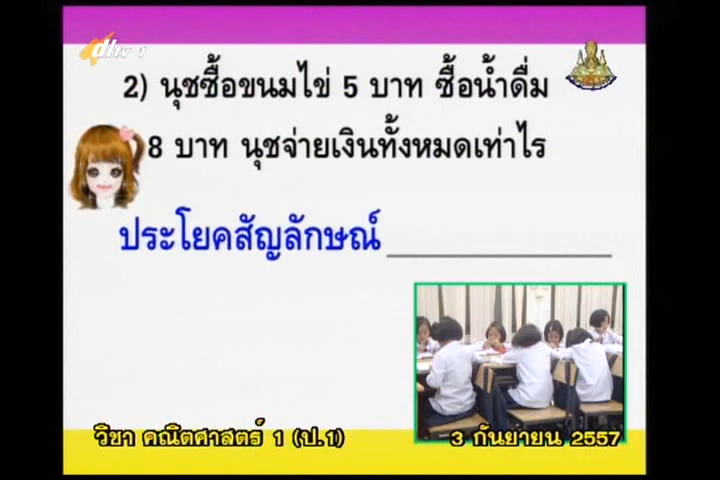 dltv 1
2) นุชซื้อขนมไข่ 5 บาท ซื้อน้ำดื่ม
8 บาท นุชจ่ายเงินทั้งหมดเท่าไร
ประโยคสัญลักษณ์
วิชา คณิตศาสตร์ 1 (ป.1)
3 กันยายน 2557